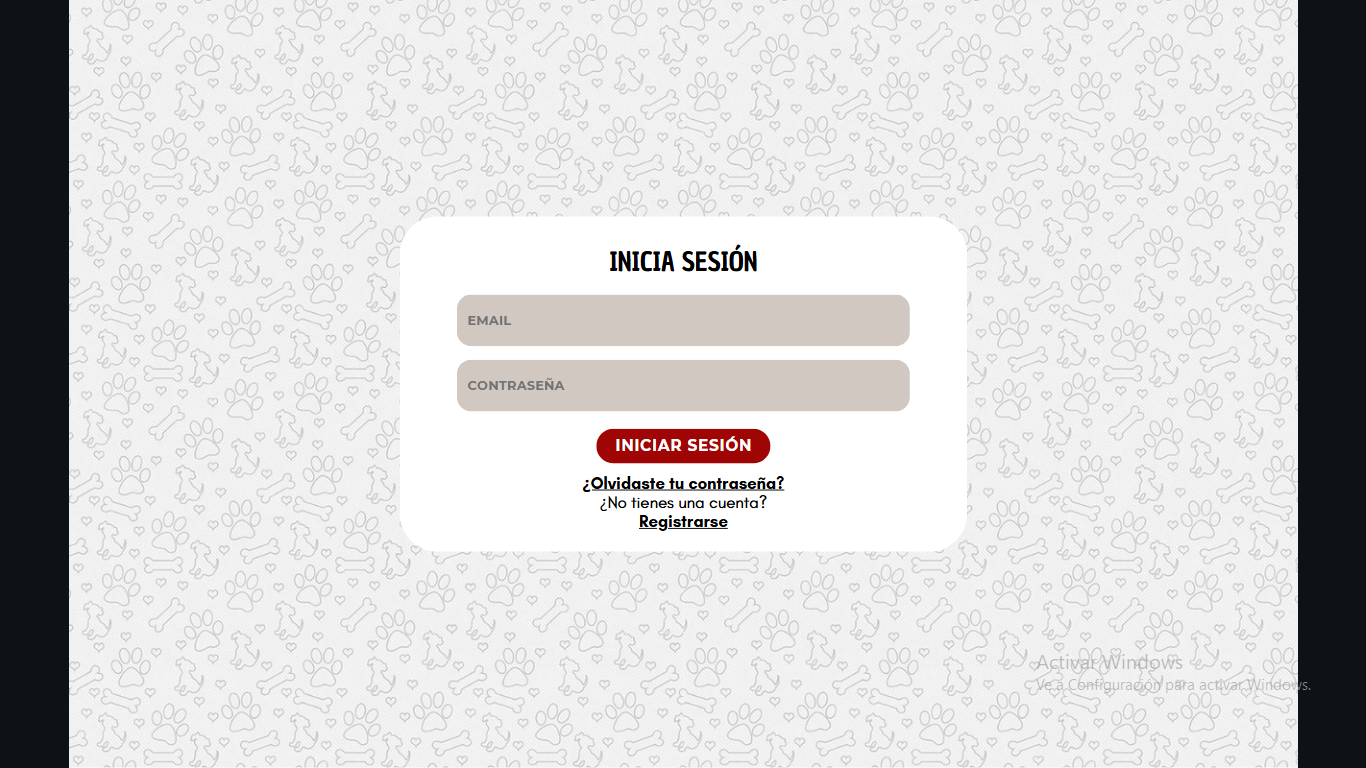 INICIA SESIÓN
EMAIL
CONTRASEÑA
INICIAR SESIÓN
¿Olvidaste tu contraseña?
¿No tienes una cuenta?
Registrarse
Activar Windows
Ve a Configuración para activar Windows.